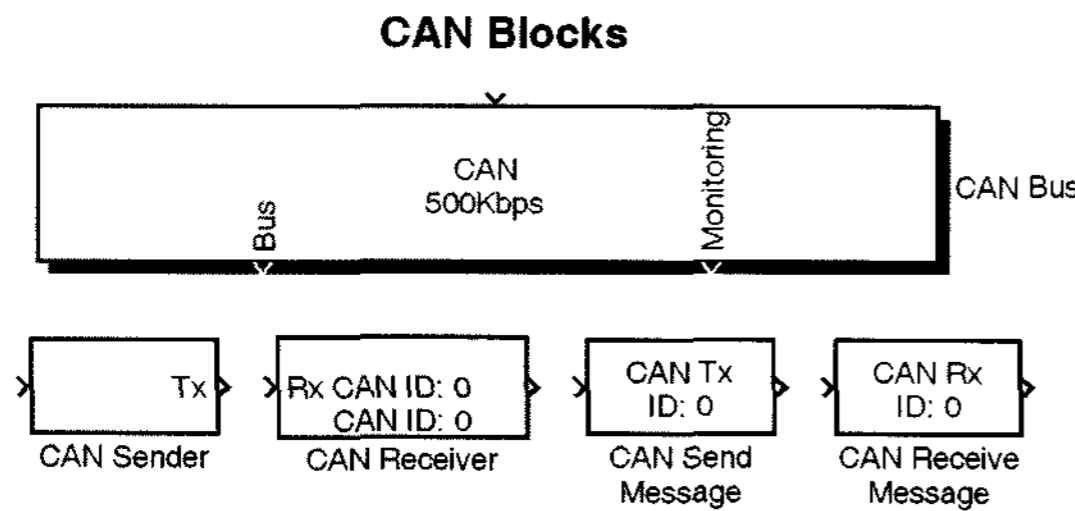 CAN Blocks
CAN
500Kbps
Bus
Monitoring
CAN Bus
Tx
CAN Sender
Rx CAN ID: 0
CAN ID: 0
CAN Receiver
CAN Tx
ID: 0
CAN Send
Message
CAN Rx
ID: 0
CAN Receive
Message